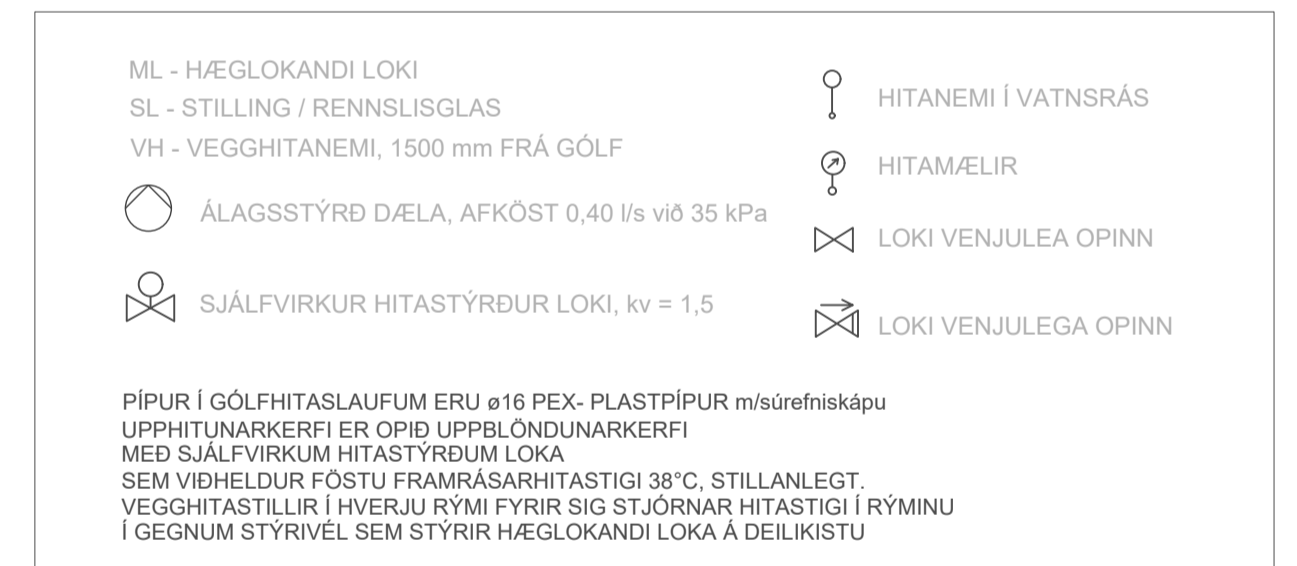 ML - HÆGLOKANDI LOKI
SL - STILLING / RENNSLISGLAS
VH - VEGGHITANEMI, 1500 mm FRÁ GÓLF
ÁLAGSSTÝRÐ DÆLA, AFKÖST 0,40 l/s við 35 kPa
SJÁLFVIRKUR HITASTÝRÐUR LOKI, kv = 1,5
HITANEMI Í VATNSRÁS
HITAMÆLIR
LOKI VENJULEA OPINN
LOKI VENJULEGA OPINN
PÍPUR Í GÓLFHITASLAUFUM ERU ø16 PEX- PLASTPÍPUR m/súrefniskápu
UPPHITUNARKERFI ER OPIÐ UPPBLÖNDUNARKERFI
MEÐ SJÁLFVIRKUM HITASTÝRÐUM LOKA
SEM VIÐHELDUR FÖSTU FRAMRÁSARHITASTIGI 38°C, STILLANLEGT.
VEGGHITASTILLIR Í HVERJU RÝMI FYRIR SIG STJÓRNAR HITASTIGI Í RÝMINU
Í GEGNUM STÝRIVÉL SEM STÝRIR HÆGLOKANDI LOKA Á DEILIKISTU